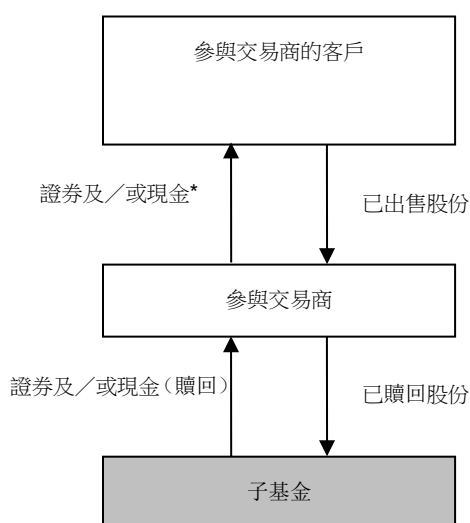 參與交易商的客戶
證券及／或現金*
已出售股份
參與交易商
證券及／或現金（贖回）
已贖回股份
子基金